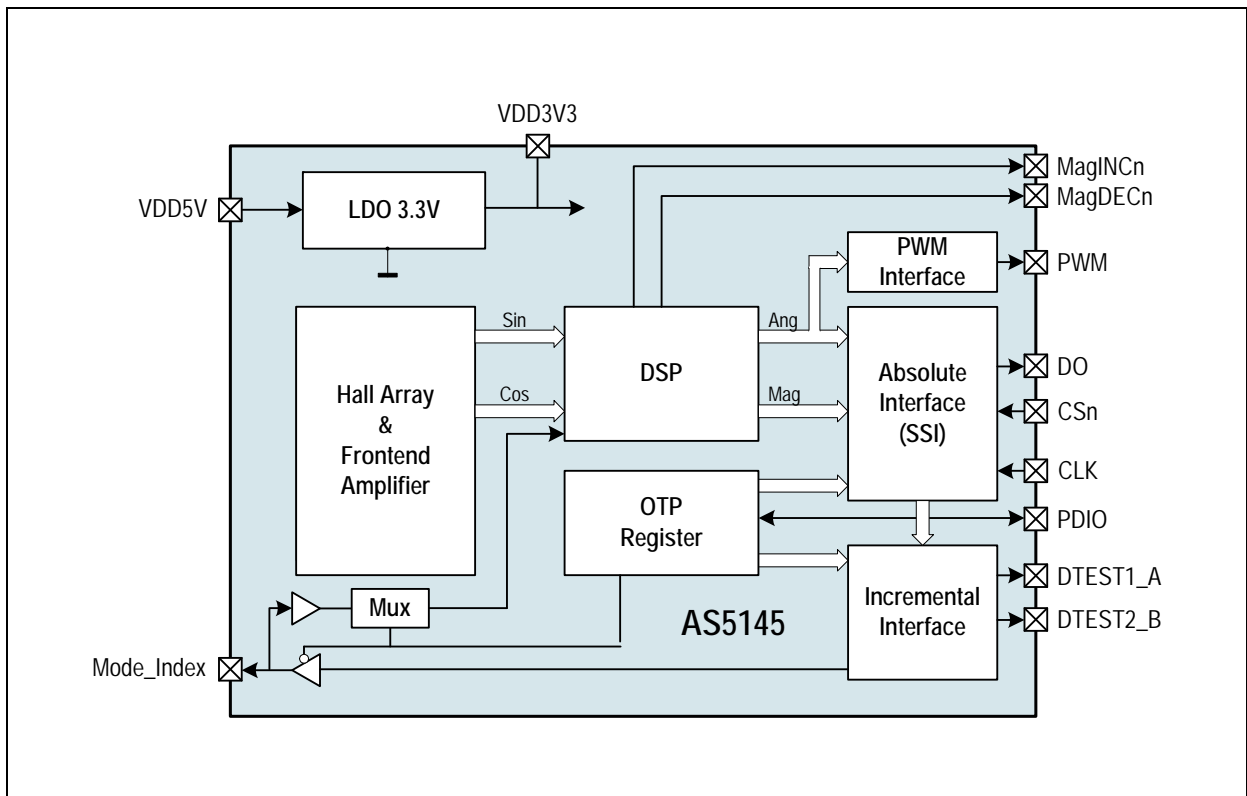 VDD3V3
MagINCn
MagDECn
VDD5V
LDO 3.3V
PWM
Interface
PWM
Sin
Cos
Hall Array
&
Frontend
Amplifier
DSP
Ang
Mag
Absolute
Interface
(SSI)
DO
CSn
CLK
OTP
Register
PDIO
Mux
AS5145
Incremental
Interface
DTEST1_A
DTEST2_B
Mode_Index